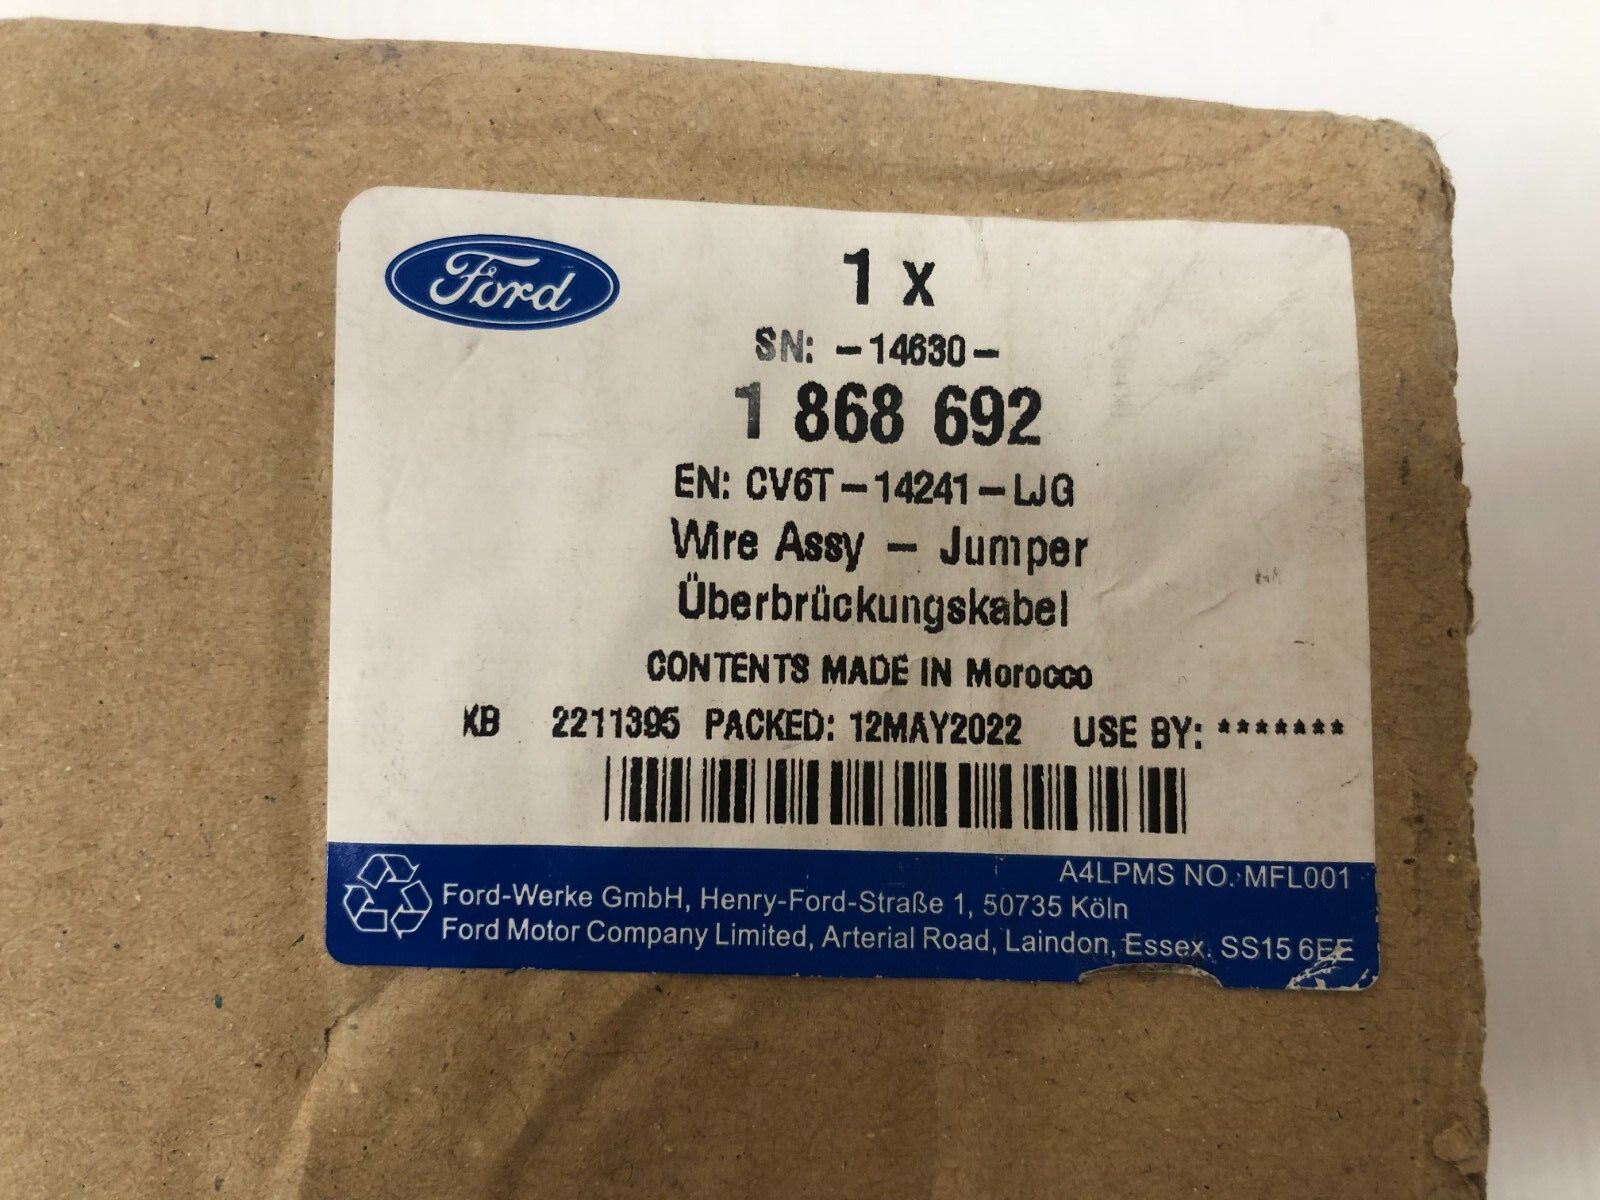 Ford
1 x
SN: -14630-
1 868 692
EN: CV6T-14241-LJG
Wire Assy - Jumper
Überbrückungskabel
CONTENTS MADE IN Morocco
KB 2211395 PACKED: 12MAY2022 USE BY: *******
A4LPMS NO. MFL001
Ford-Werke GmbH, Henry-Ford-Straße 1, 50735 Köln
Ford Motor Company Limited, Arterial Road, Laindon, Essex. SS15 6EE